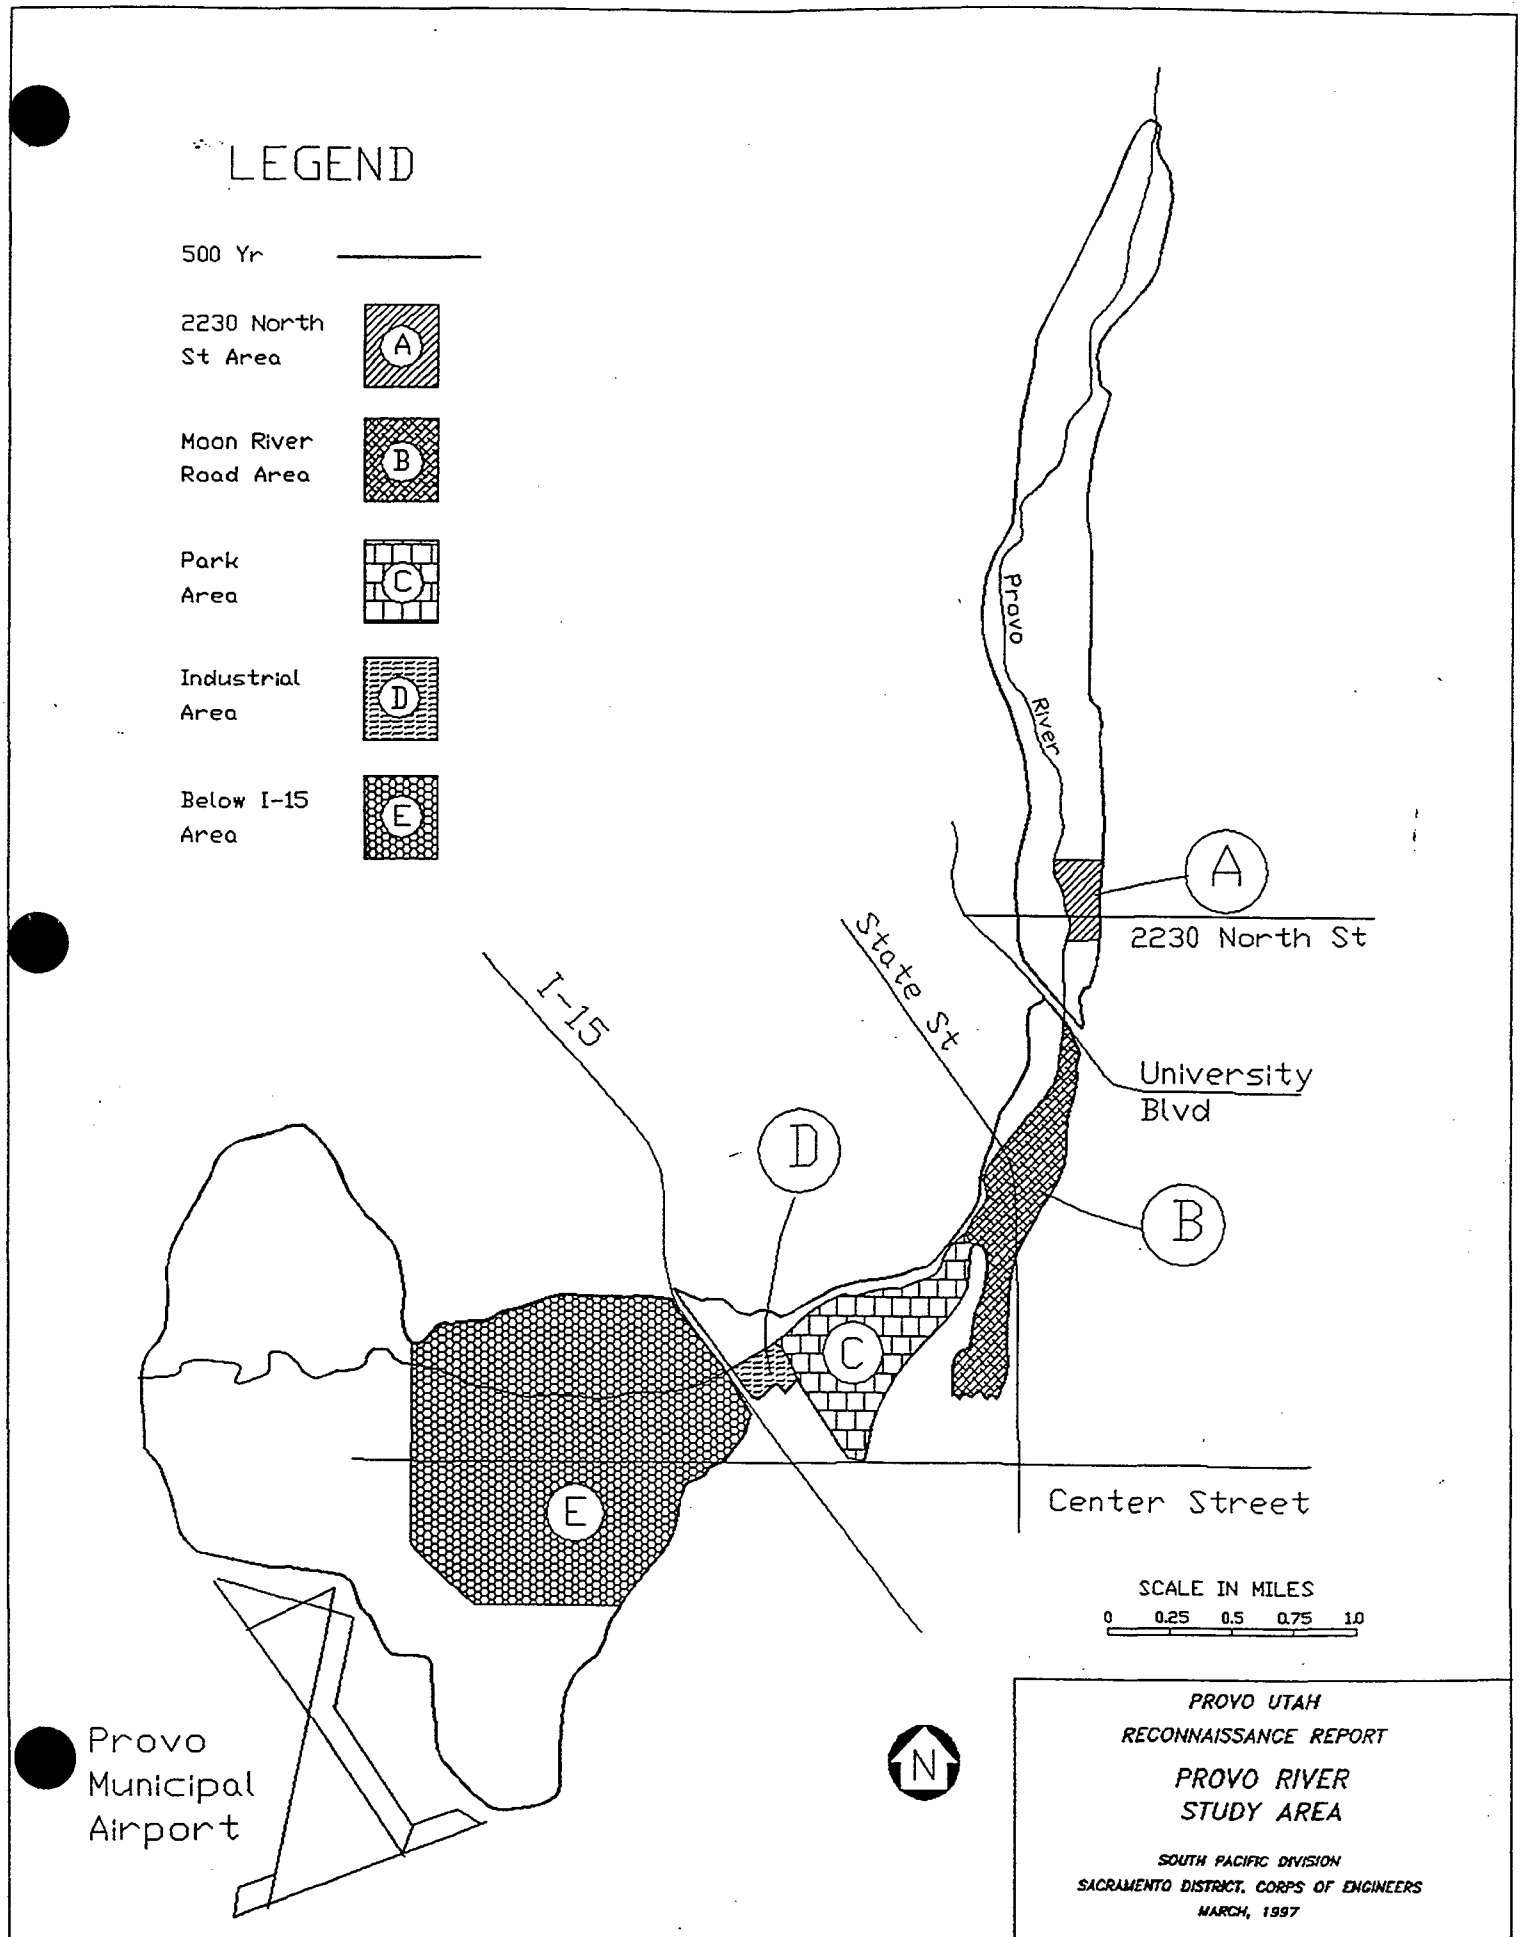 LEGEND
500 Yr
2230 North
St Area
A
Moon River
Road Area
B
Park
Area
C
Industrial
Area
D
Below I-15
Area
E
Provo
River
A
2230 North St
State St
I-15
University
Blvd
D
B
C
E
Center Street
SCALE IN MILES
0 0.25 0.5 0.75 1.0
Provo
Municipal
Airport
N
PROVO UTAH
RECONNAISSANCE REPORT
PROVO RIVER
STUDY AREA
SOUTH PACIFIC DIVISION
SACRAMENTO DISTRICT, CORPS OF ENGINEERS
MARCH, 1997